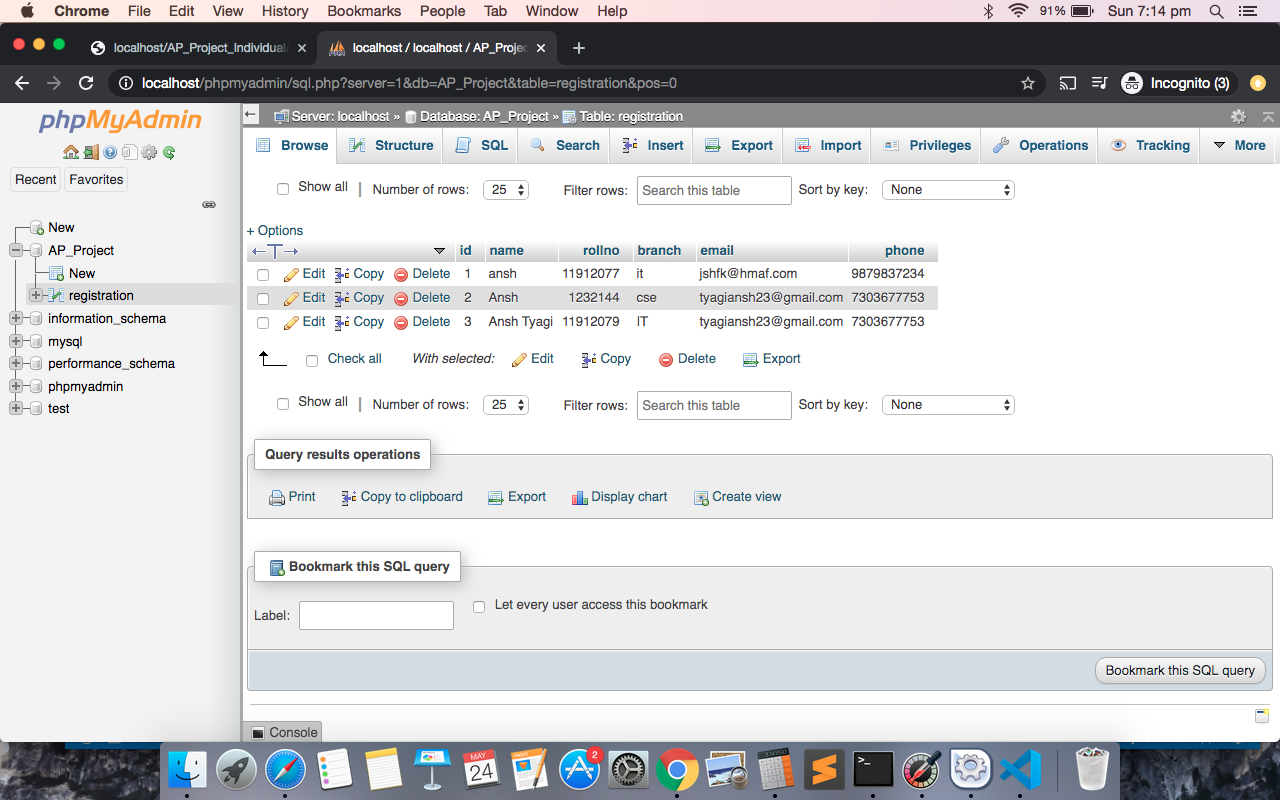 Chrome File Edit View History Bookmarks People Tab Window Help 91% Sun 7:14 pm
localhost/AP_Project_Individual/ localhost / localhost / AP_Projec
localhost/phpmyadmin/sql.php?server=1&db=AP_Project&table=registration&pos=0 Incognito (3)
phpMyAdmin
Recent Favorites
New
AP_Project
New
registration
information_schema
mysql
performance_schema
phpmyadmin
test
Server: localhost » Database: AP_Project » Table: registration
Browse Structure SQL Search Insert Export Import Privileges Operations Tracking More
Show all | Number of rows: 25 Filter rows: Search this table Sort by key: None
+ Options
←T→ id name rollno branch email phone
Edit Copy Delete 1 ansh 11912077 it jshfk@hmaf.com 9879837234
Edit Copy Delete 2 Ansh 1232144 cse tyagiansh23@gmail.com 7303677753
Edit Copy Delete 3 Ansh Tyagi 11912079 IT tyagiansh23@gmail.com 7303677753
Check all With selected: Edit Copy Delete Export
Show all | Number of rows: 25 Filter rows: Search this table Sort by key: None
Query results operations
Print Copy to clipboard Export Display chart Create view
Bookmark this SQL query
Label: Let every user access this bookmark
Bookmark this SQL query
Console
MAY
24
2
>_